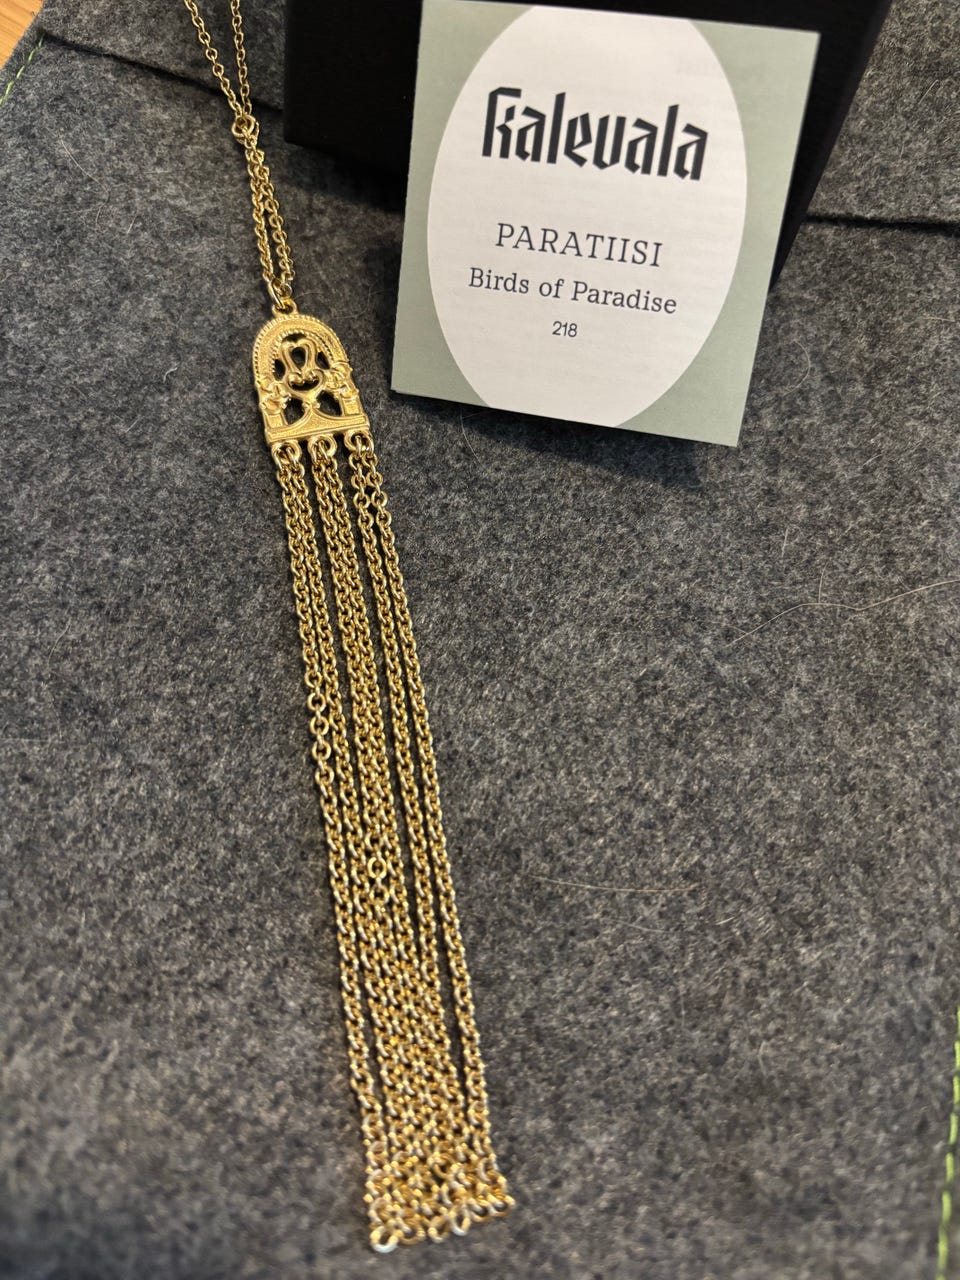 Kalevala
PARATIISI
Birds of Paradise
218